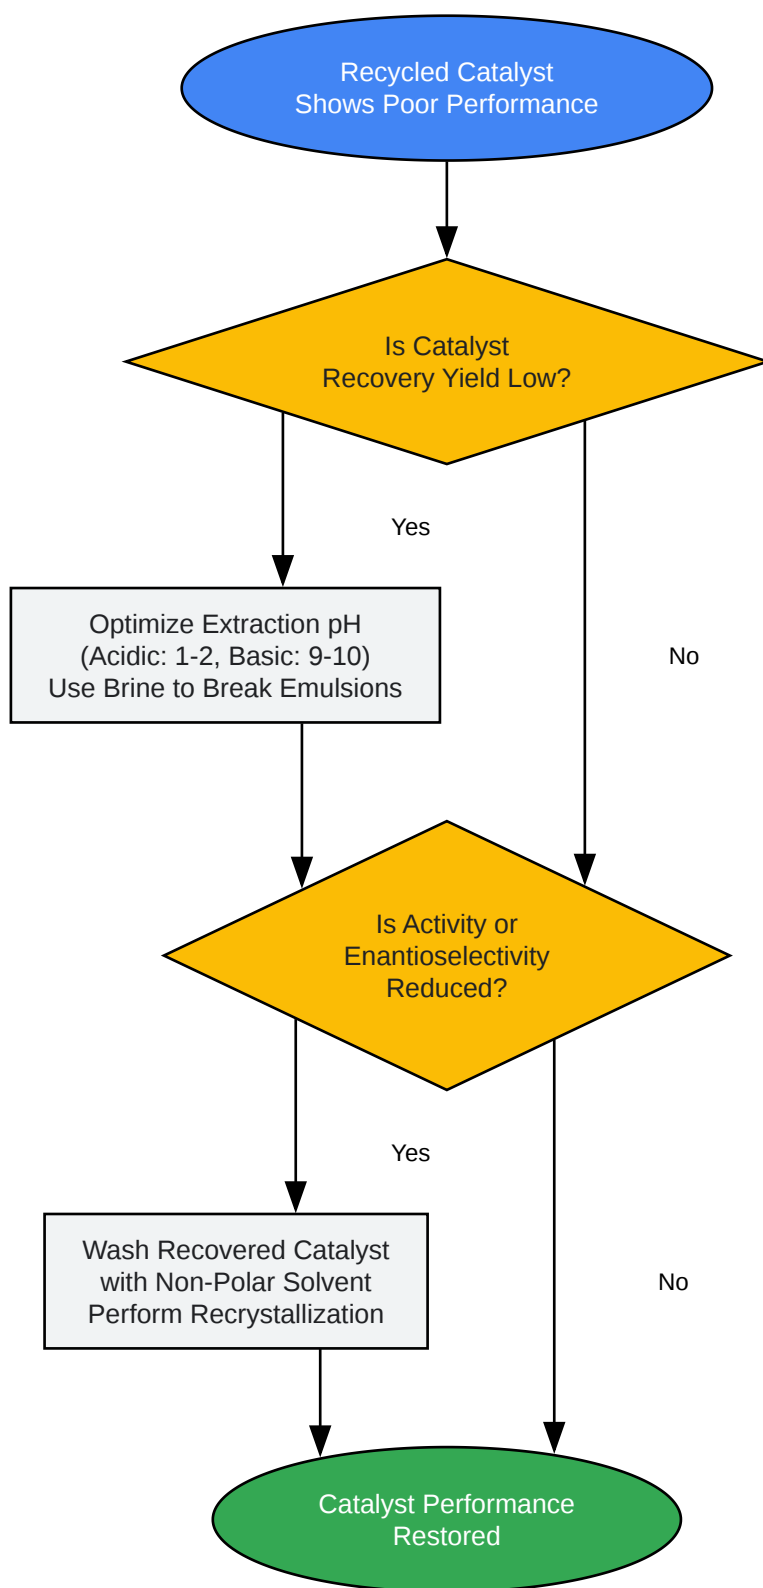 Recycled Catalyst
Shows Poor Performance
Is Catalyst
Recovery Yield Low?
Yes
Optimize Extraction pH
(Acidic: 1-2, Basic: 9-10)
Use Brine to Break Emulsions
No
Is Activity or
Enantioselectivity
Reduced?
Yes
Wash Recovered Catalyst
with Non-Polar Solvent
Perform Recrystallization
No
Catalyst Performance
Restored